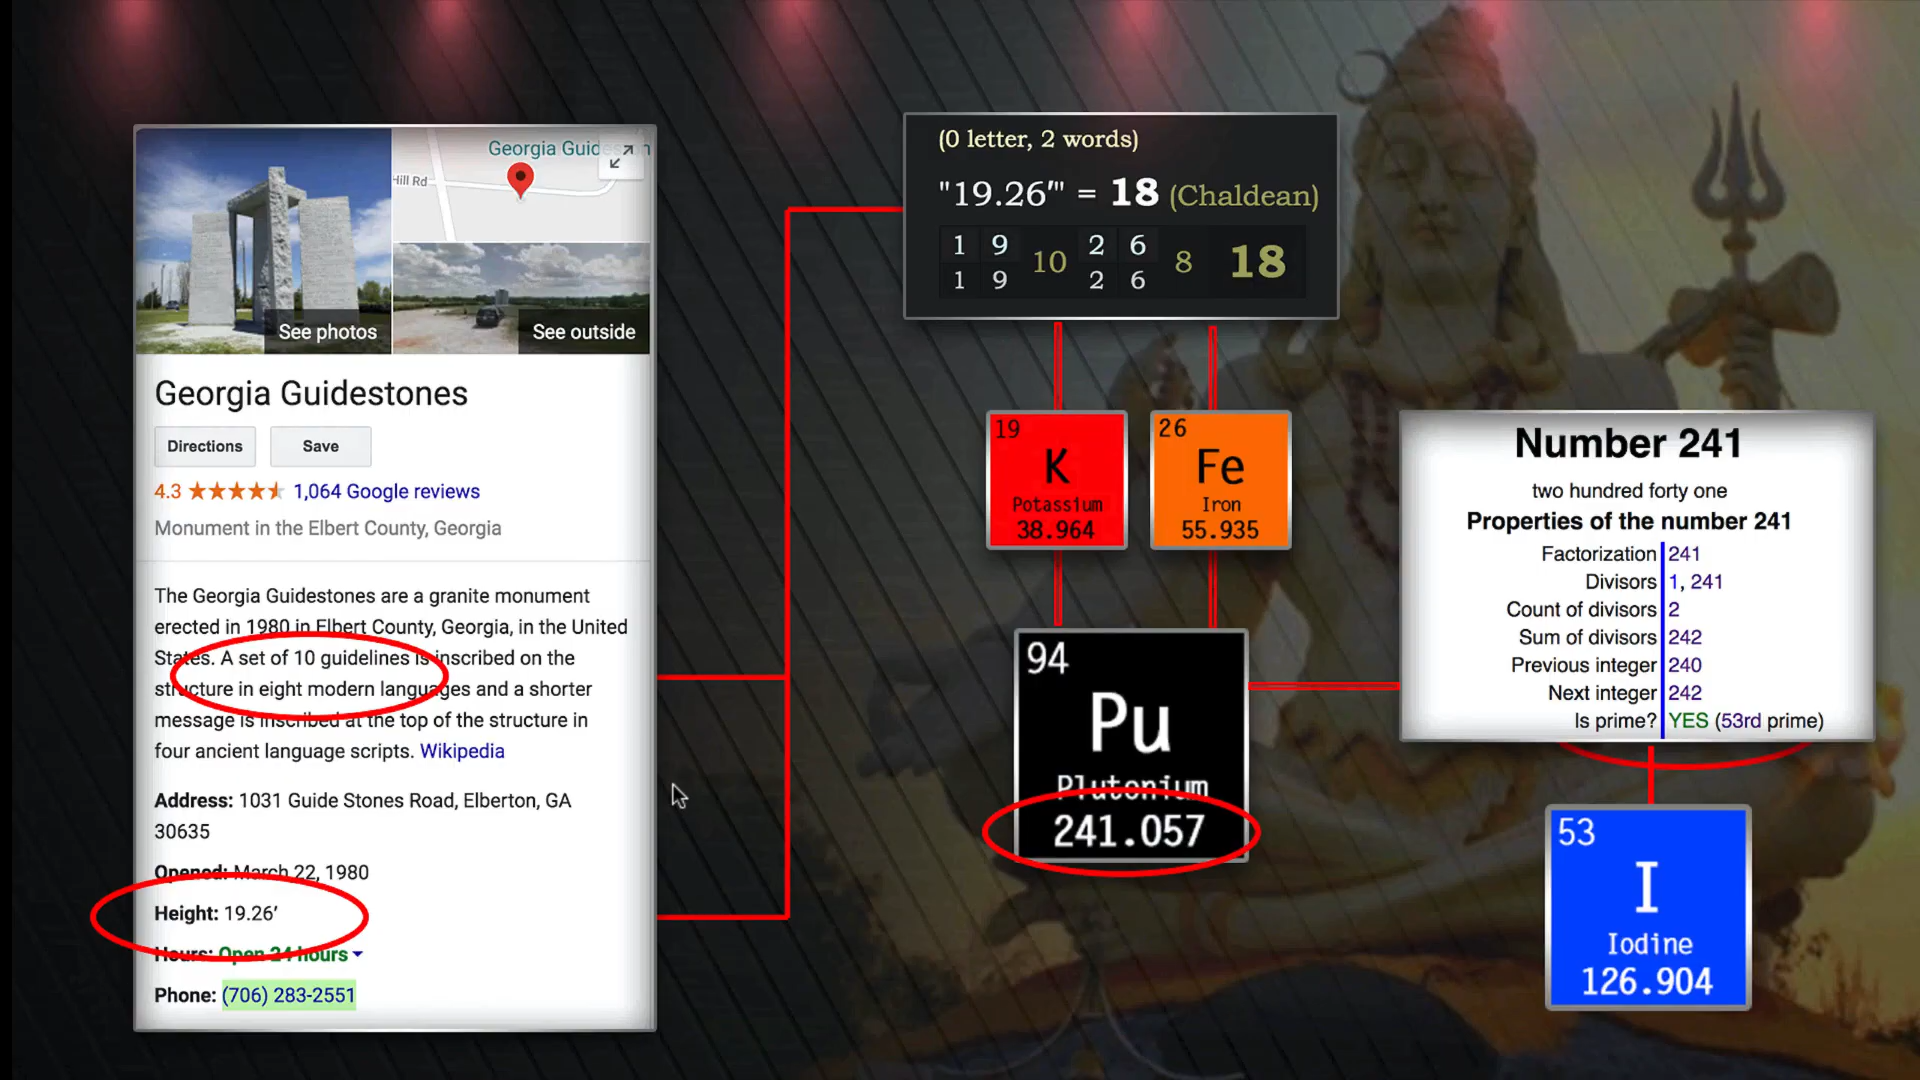 Georgia Guid
Hill Rd
See photos
See outside
Georgia Guidestones
Directions
Save
4.3
1,064 Google reviews
Monument in the Elbert County, Georgia
The Georgia Guidestones are a granite monument
erected in 1980 in Elbert County, Georgia, in the United
States. A set of 10 guidelines is inscribed on the
structure in eight modern languages and a shorter
message is inscribed at the top of the structure in
four ancient language scripts. Wikipedia
Address: 1031 Guide Stones Road, Elberton, GA
30635
Opened: March 22, 1980
Height: 19.26′
Hours: Open 24 hours
Phone: (706) 283-2551
(0 letter, 2 words)
"19.26′" = 18 (Chaldean)
1 9 10 2 6 8 18
1 9 2 6
19
K
Potassium
38.964
26
Fe
Iron
55.935
94
Pu
Plutonium
241.057
Number 241
two hundred forty one
Properties of the number 241
Factorization 241
Divisors 1, 241
Count of divisors 2
Sum of divisors 242
Previous integer 240
Next integer 242
Is prime? YES (53rd prime)
53
I
Iodine
126.904